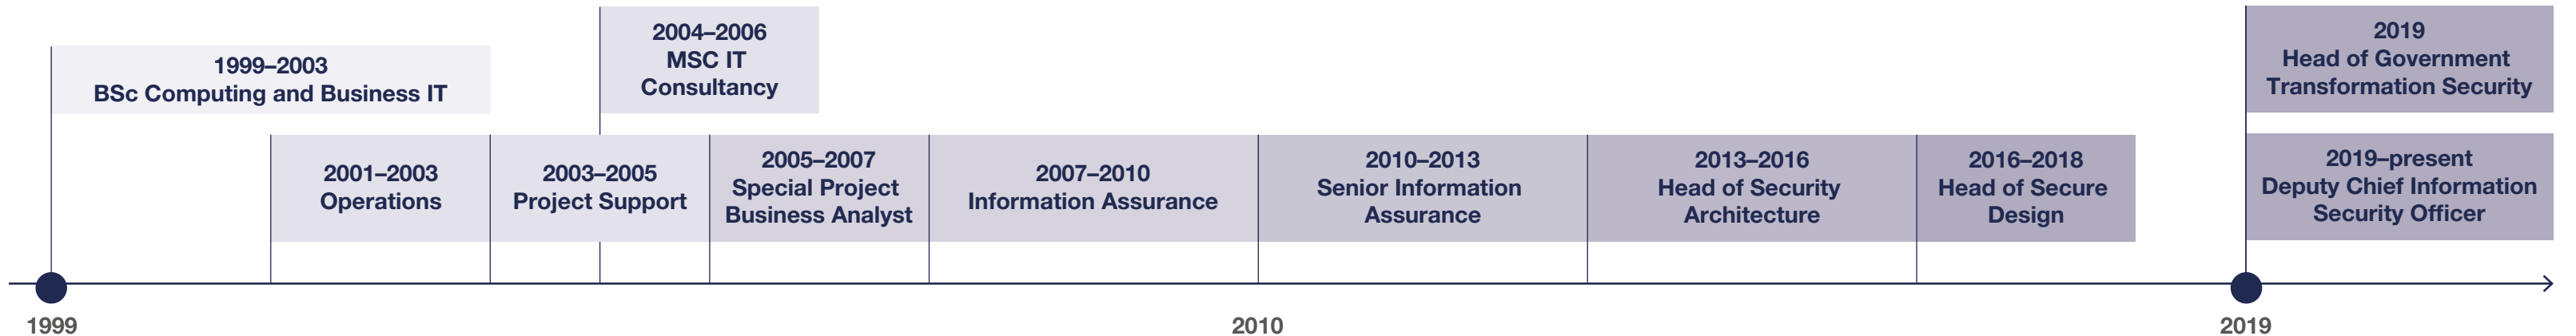 1999–2003
BSc Computing and Business IT
2004–2006
MSC IT
Consultancy
2019
Head of Government
Transformation Security
2001–2003
Operations
2003–2005
Project Support
2005–2007
Special Project
Business Analyst
2007–2010
Information Assurance
2010–2013
Senior Information
Assurance
2013–2016
Head of Security
Architecture
2016–2018
Head of Secure
Design
2019–present
Deputy Chief Information
Security Officer
1999
2010
2019